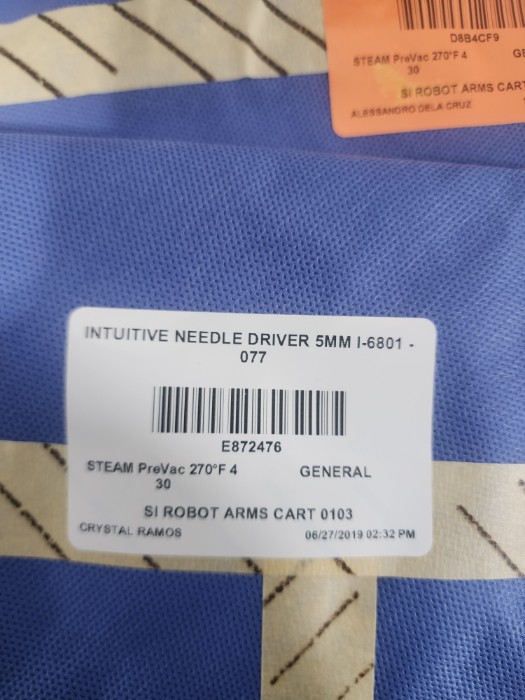 D8B4CF9
STEAM PreVac 270°F 4
30
SI ROBOT ARMS CART
ALESSANDRO DELA CRUZ
INTUITIVE NEEDLE DRIVER 5MM I-6801 -
077
E872476
STEAM PreVac 270°F 4 GENERAL
30
SI ROBOT ARMS CART 0103
CRYSTAL RAMOS 06/27/2019 02:32 PM